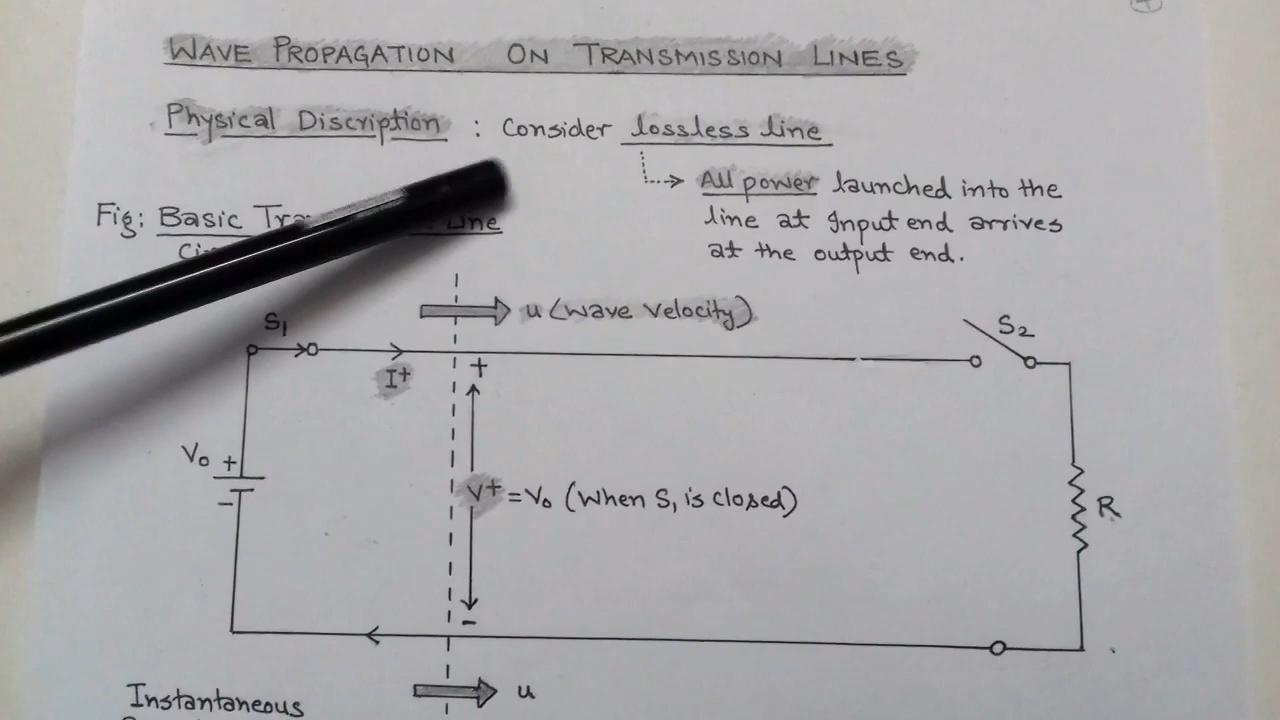 WAVE PROPAGATION ON TRANSMISSION LINES
Physical Discription : Consider lossless line
All power launched into the
line at Input end arrives
at the output end.
Fig: Basic
u (wave velocity)
S1
S2
I+
+
V0 +
-
V+ = V0 (When S1 is closed)
R
-
u
Instantaneous